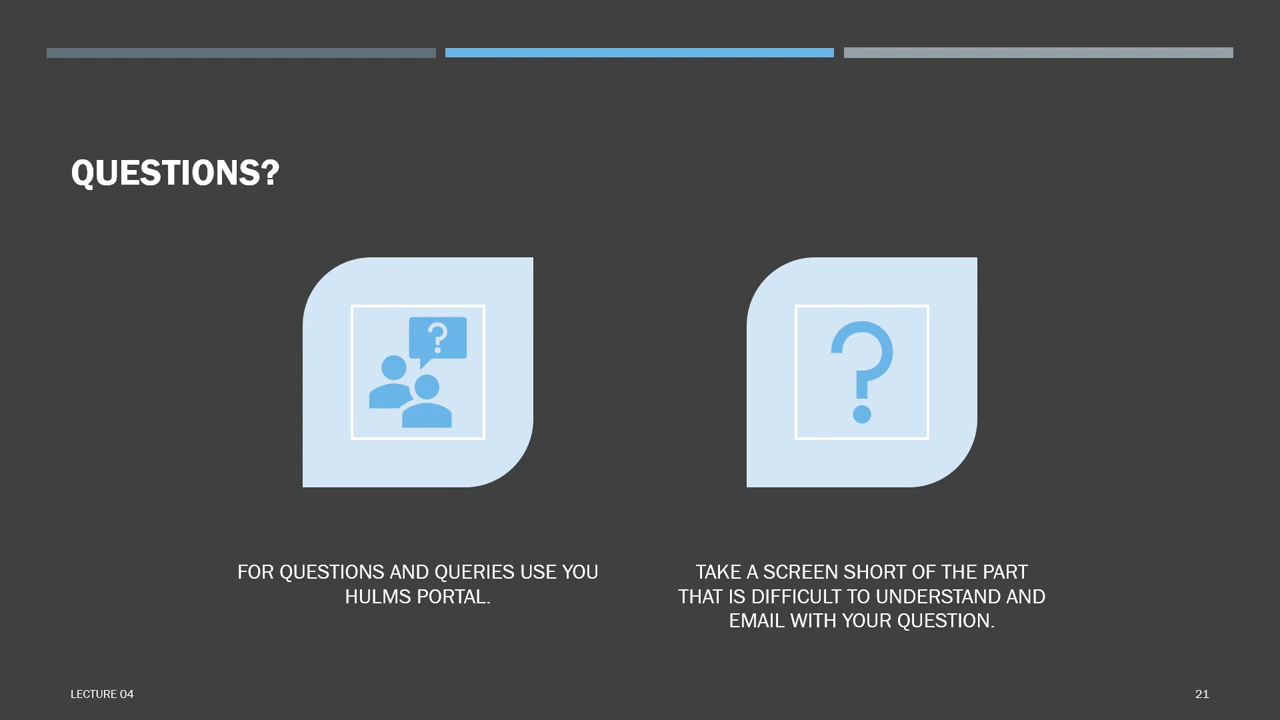 QUESTIONS?
?
?
FOR QUESTIONS AND QUERIES USE YOU
HULMS PORTAL.
TAKE A SCREEN SHORT OF THE PART
THAT IS DIFFICULT TO UNDERSTAND AND
EMAIL WITH YOUR QUESTION.
LECTURE 04
21